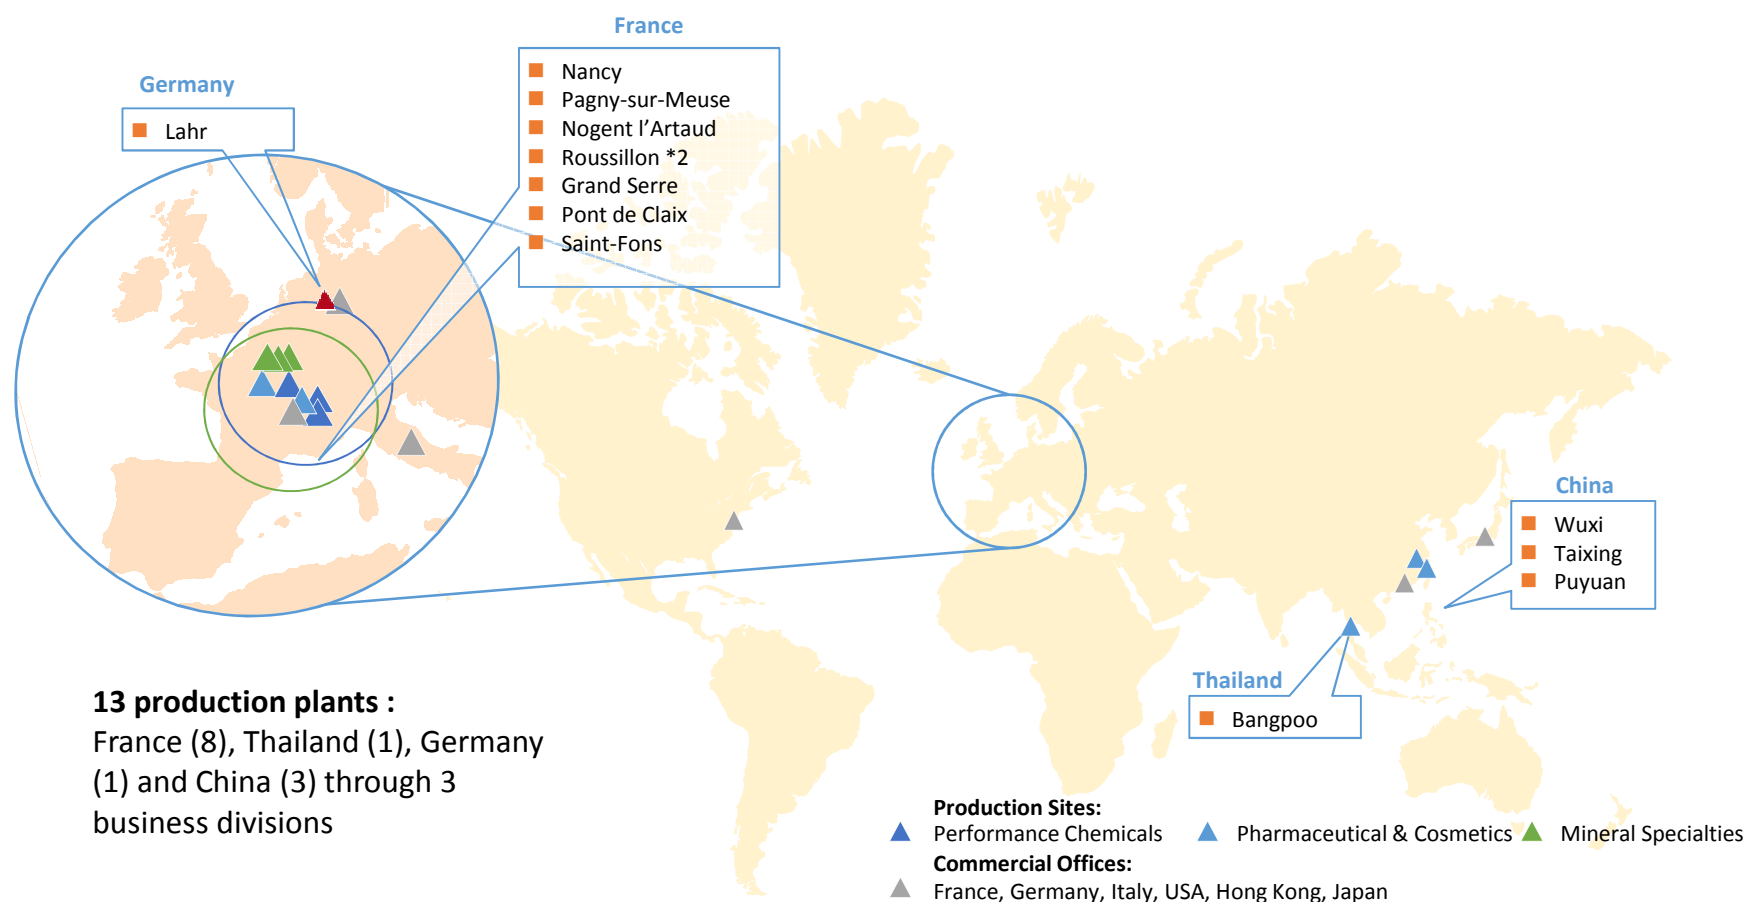 France
Nancy
Pagny-sur-Meuse
Nogent l’Artaud
Roussillon *2
Grand Serre
Pont de Claix
Saint-Fons
Germany
Lahr
China
Wuxi
Taixing
Puyuan
Thailand
Bangpoo
13 production plants :
France (8), Thailand (1), Germany
(1) and China (3) through 3
business divisions
Production Sites:
Performance Chemicals Pharmaceutical & Cosmetics Mineral Specialties
Commercial Offices:
France, Germany, Italy, USA, Hong Kong, Japan